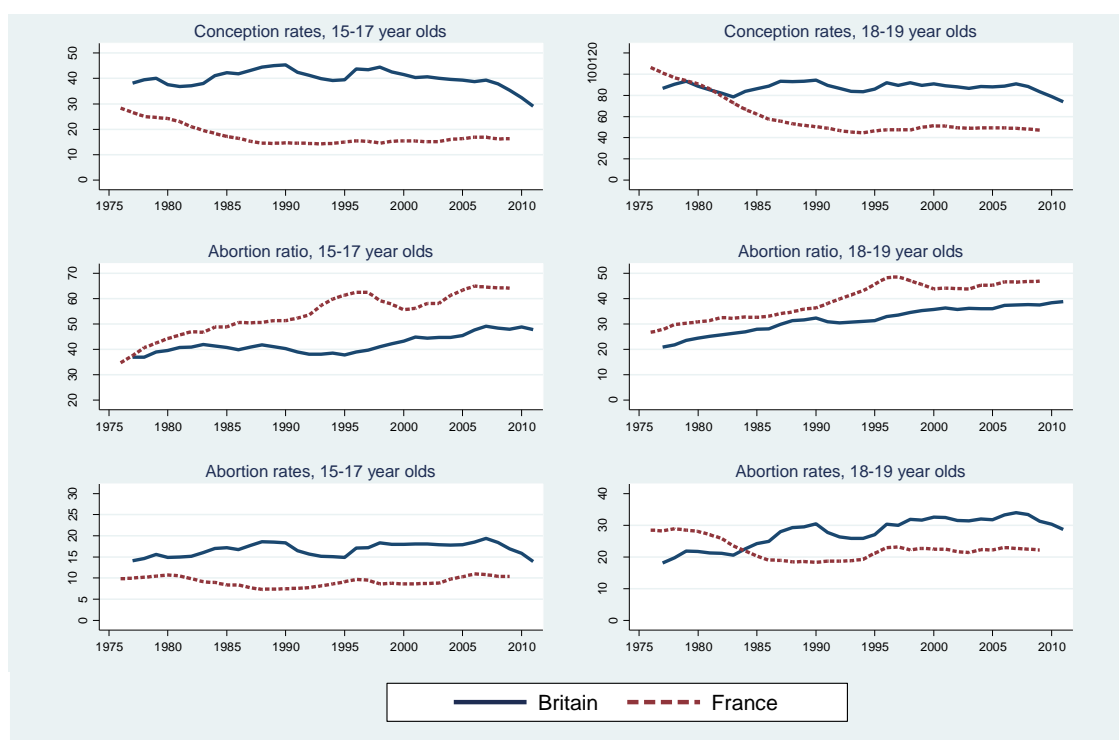 Conception rates, 15-17 year olds
50
40
30
20
10
0
1975 1980 1985 1990 1995 2000 2005 2010
Conception rates, 18-19 year olds
100120
80
60
40
20
0
1975 1980 1985 1990 1995 2000 2005 2010
Abortion ratio, 15-17 year olds
70
60
50
40
30
20
1975 1980 1985 1990 1995 2000 2005 2010
Abortion ratio, 18-19 year olds
50
40
30
20
10
0
1975 1980 1985 1990 1995 2000 2005 2010
Abortion rates, 15-17 year olds
30
25
20
15
10
5
0
1975 1980 1985 1990 1995 2000 2005 2010
Abortion rates, 18-19 year olds
40
30
20
10
0
1975 1980 1985 1990 1995 2000 2005 2010
Britain France